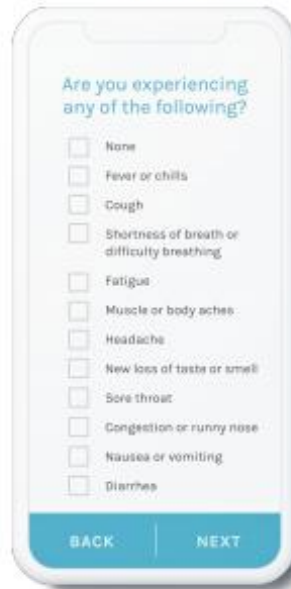 Are you experiencing
any of the following?
None
Fever or chills
Cough
Shortness of breath or
difficulty breathing
Fatigue
Muscle or body aches
Headache
New loss of taste or smell
Sore throat
Congestion or runny nose
Nausea or vomiting
Diarrhea
BACK NEXT